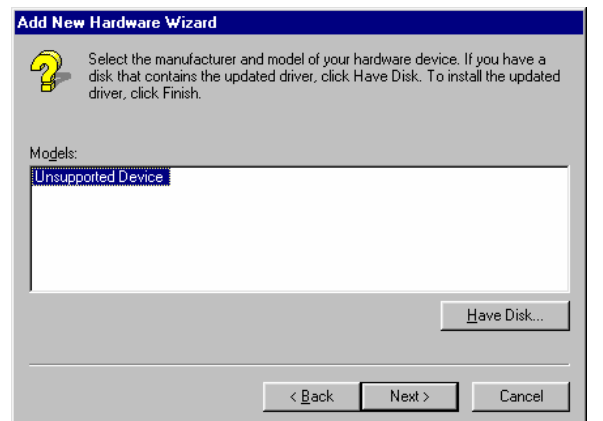 Add New Hardware Wizard
Select the manufacturer and model of your hardware device. If you have a
disk that contains the updated driver, click Have Disk. To install the updated
driver, click Finish.
Models:
Unsupported Device
Have Disk...
< Back
Next >
Cancel